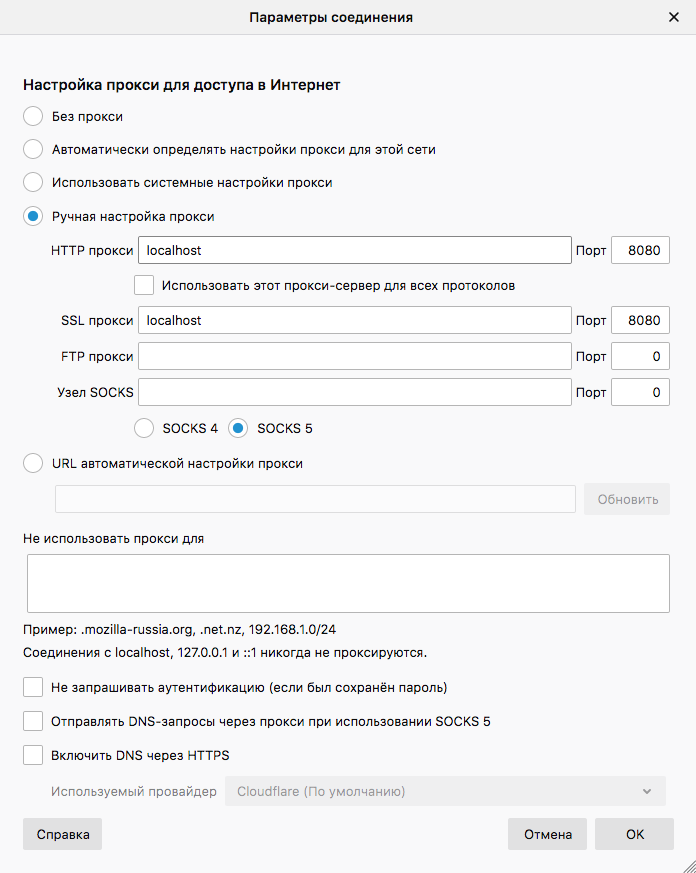 Параметры соединения
Настройка прокси для доступа в Интернет
Без прокси
Автоматически определять настройки прокси для этой сети
Использовать системные настройки прокси
Ручная настройка прокси
HTTP прокси localhost Порт 8080
Использовать этот прокси-сервер для всех протоколов
SSL прокси localhost Порт 8080
FTP прокси Порт 0
Узел SOCKS Порт 0
SOCKS 4 SOCKS 5
URL автоматической настройки прокси
Обновить
Не использовать прокси для
Пример: .mozilla-russia.org, .net.nz, 192.168.1.0/24
Соединения с localhost, 127.0.0.1 и ::1 никогда не проксируются.
Не запрашивать аутентификацию (если был сохранён пароль)
Отправлять DNS-запросы через прокси при использовании SOCKS 5
Включить DNS через HTTPS
Используемый провайдер Cloudflare (По умолчанию)
Справка Отмена OK